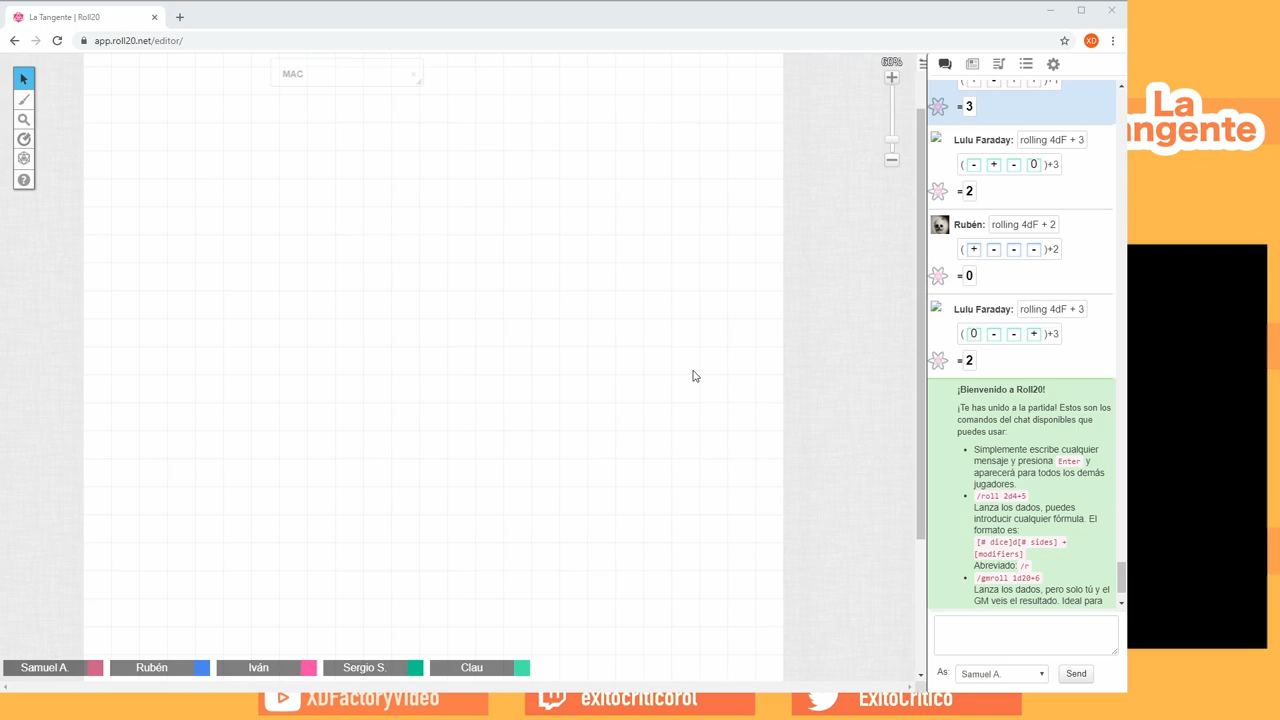 La Tangente | Roll20
app.roll20.net/editor/
XD
MAC
60%
= 3
Lulu Faraday: rolling 4dF + 3
( - + - 0 )+3
= 2
Rubén: rolling 4dF + 2
( + - - - )+2
= 0
Lulu Faraday: rolling 4dF + 3
( 0 - - + )+3
= 2
¡Bienvenido a Roll20!
¡Te has unido a la partida! Estos son los
comandos del chat disponibles que
puedes usar:
Simplemente escribe cualquier
mensaje y presiona Enter y
aparecerá para todos los demás
jugadores.
/roll 2d4+5
Lanza los dados, puedes
introducir cualquier fórmula. El
formato es:
[# dice]d[# sides] +
[modifiers]
Abreviado: /r
/gmroll 1d20+6
Lanza los dados, pero solo tú y el
GM veis el resultado. Ideal para
As: Samuel A.
Send
Samuel A.
Rubén
Iván
Sergio S.
Clau
La
angente
XDFactoryVideo
exitocriticorol
ExitoCritico